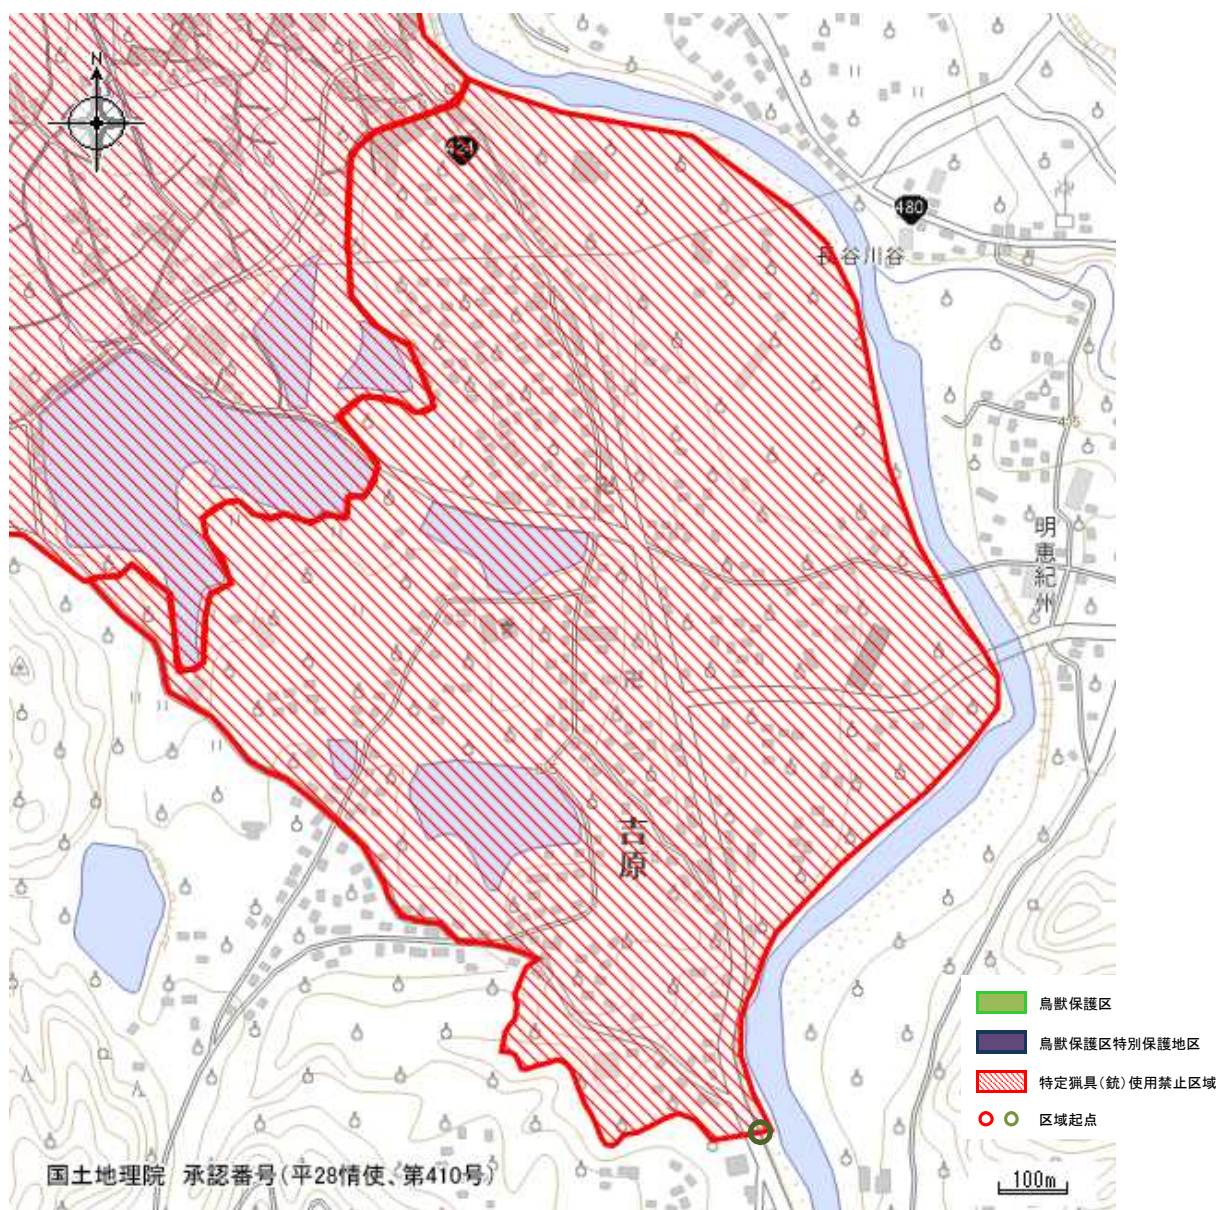 N
424
480
長谷川谷
明恵紀州
吉原
鳥獣保護区
鳥獣保護区特別保護地区
特定猟具(銃)使用禁止区域
区域起点
国土地理院 承認番号(平28情使、第410号)
100m